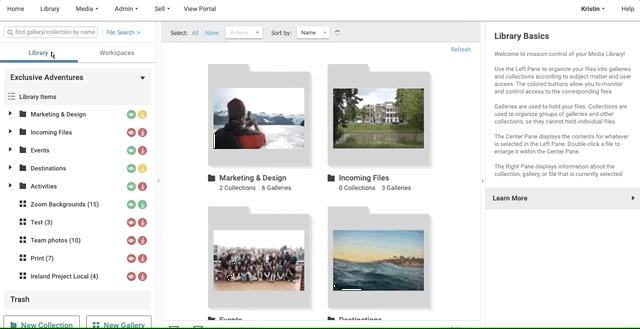 Home Library Media Admin Sell View Portal Kristin Help
find gallery/collection by name File Search >
Library Workspaces
Exclusive Adventures
Library Items
Marketing & Design
Incoming Files
Events
Destinations
Activities
Zoom Backgrounds (15)
Test (3)
Team photos (10)
Print (7)
Ireland Project Local (4)
Trash
New Collection New Gallery
Select: All None Actions Sort by: Name
Refresh
Marketing & Design
2 Collections 6 Galleries
Incoming Files
0 Collections 3 Galleries
Events
Destinations
Library Basics
Welcome to mission control of your Media Library!
Use the Left Pane to organize your files into
galleries and collections according to subject matter and user
access. The colored buttons allow you to monitor
and control access to the corresponding files.
Galleries are used to hold your files. Collections are
used to organize groups of galleries and other
collections, so they cannot hold individual files.
The Center Pane displays the contents for whatever
is selected in the Left Pane. Double-click a file to
enlarge it within the Center Pane.
The Right Pane displays information about the
collection, gallery, or file that is currently selected.
Learn More